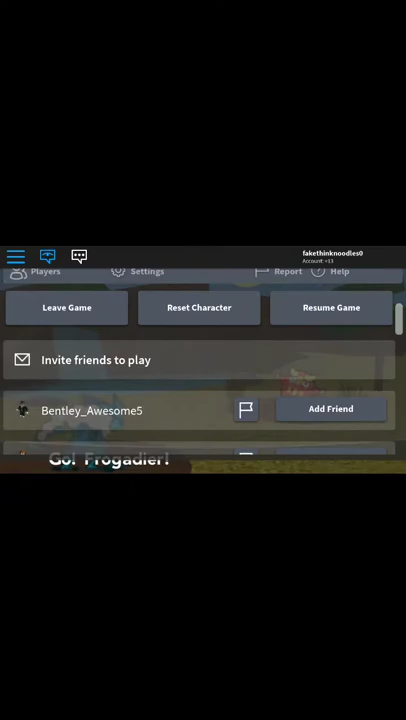 fakethinknoodles0
Account: <13
Players
Settings
Report
Help
Leave Game
Reset Character
Resume Game
Invite friends to play
Bentley_Awesome5
Add Friend
Go! Frogadier!